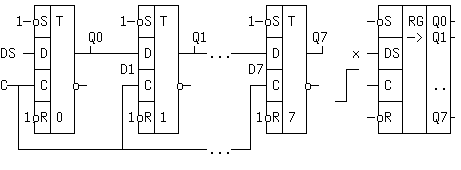 1 S T 1 S T 1 S T S RG Q0
Q0 Q1 Q7 -> Q1
DS D D ... D x DS
D1 D7
C C C C C ..
1 R 0 1 R 1 1 R 7 R Q7
...